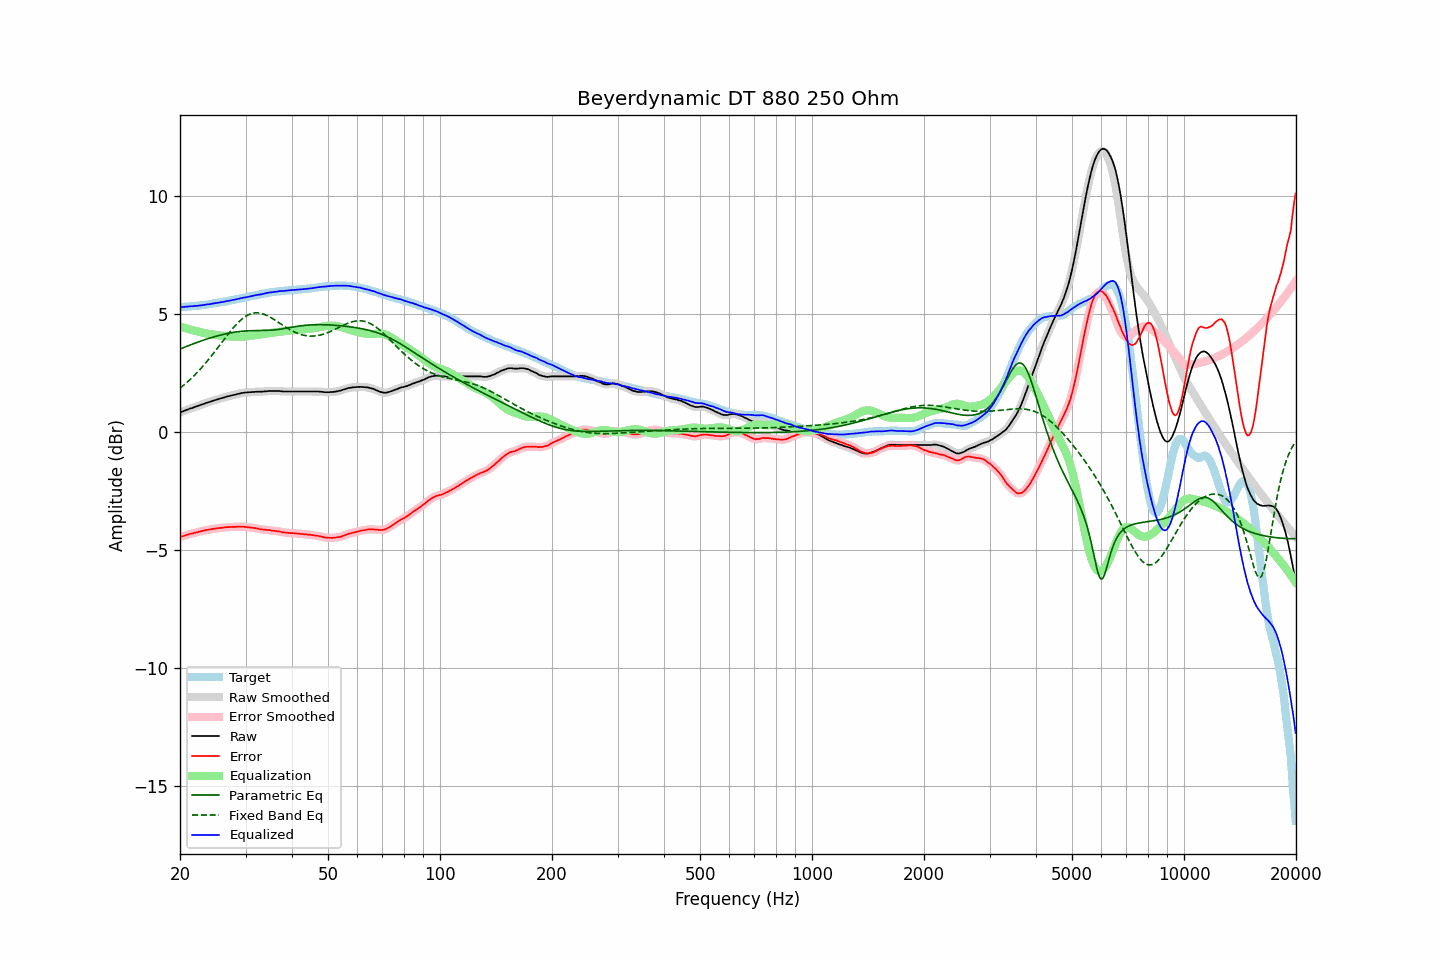 Beyerdynamic DT 880 250 Ohm
Amplitude (dBr)
10
5
0
−5
−10
−15
Target
Raw Smoothed
Error Smoothed
Raw
Error
Equalization
Parametric Eq
Fixed Band Eq
Equalized
20 50 100 200 500 1000 2000 5000 10000 20000
Frequency (Hz)